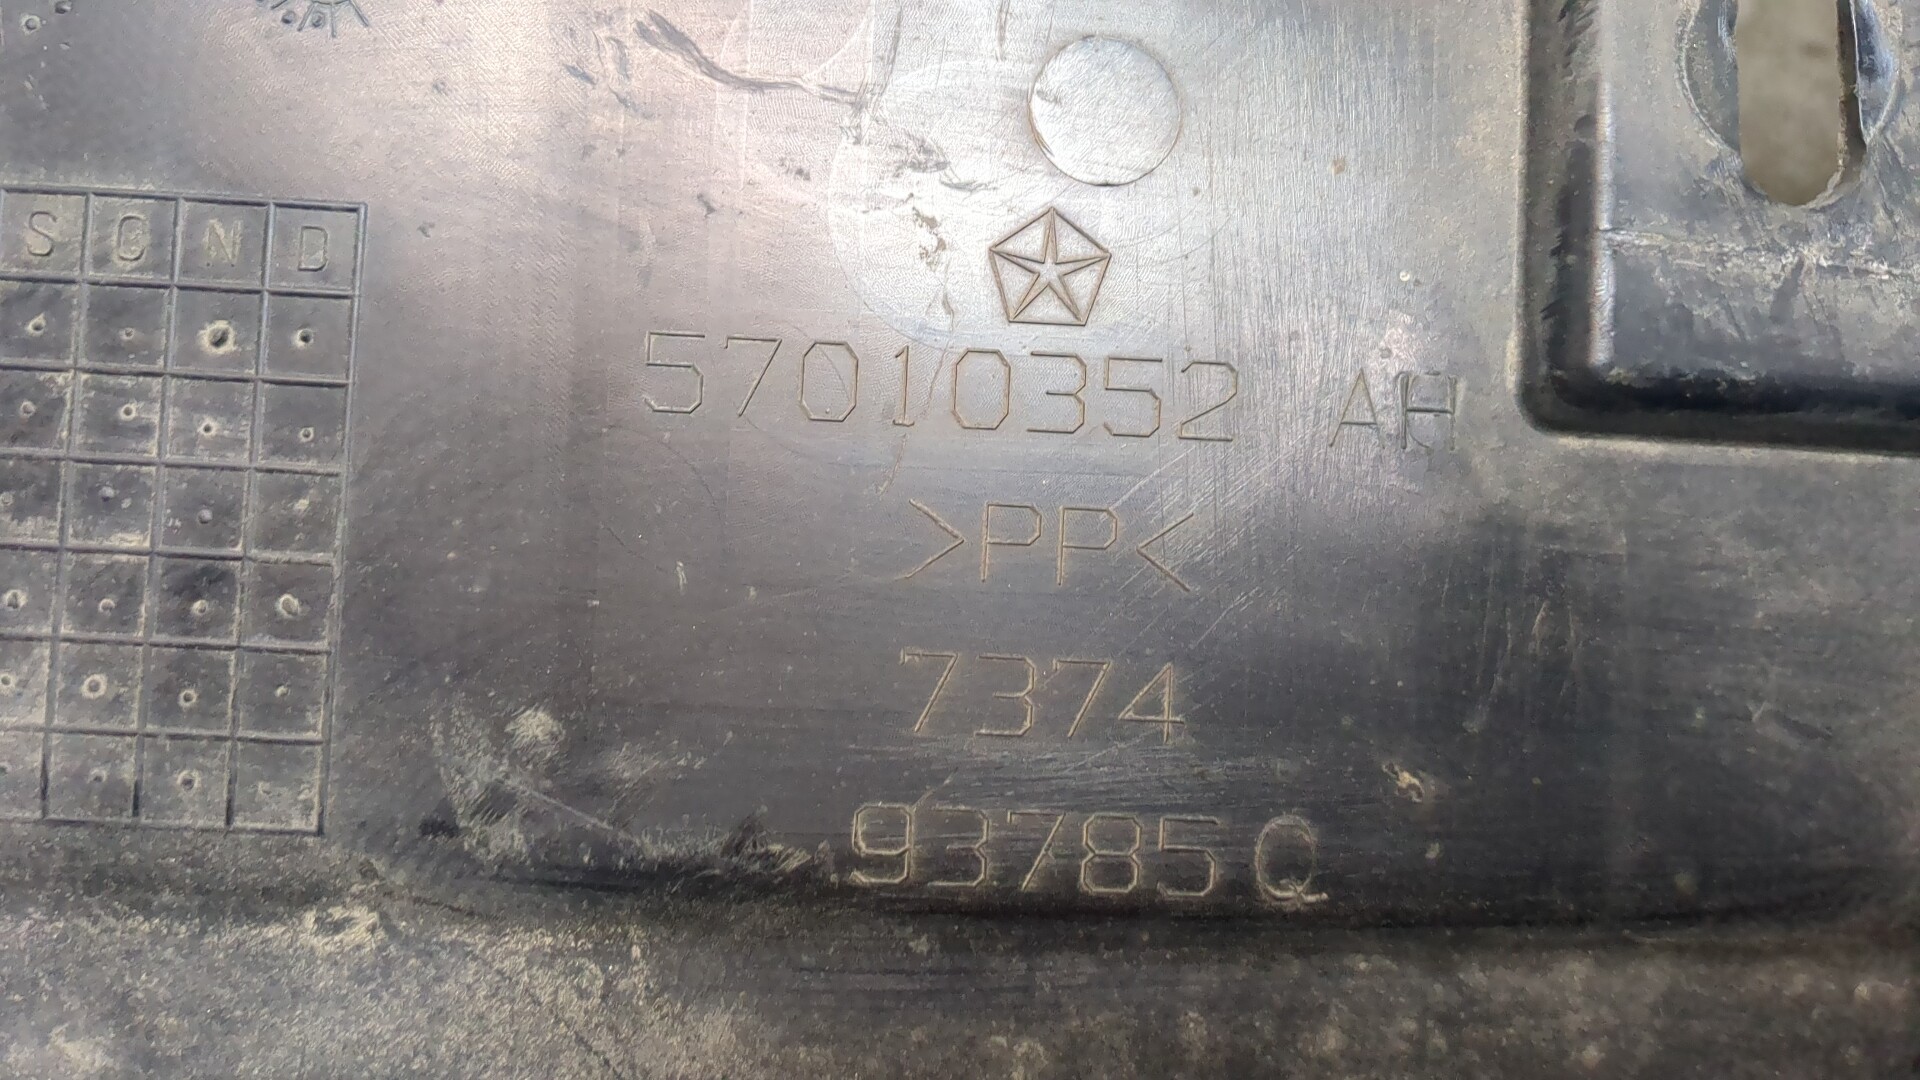 S O N D
57010352 AH
>PP<
7374
93785Q